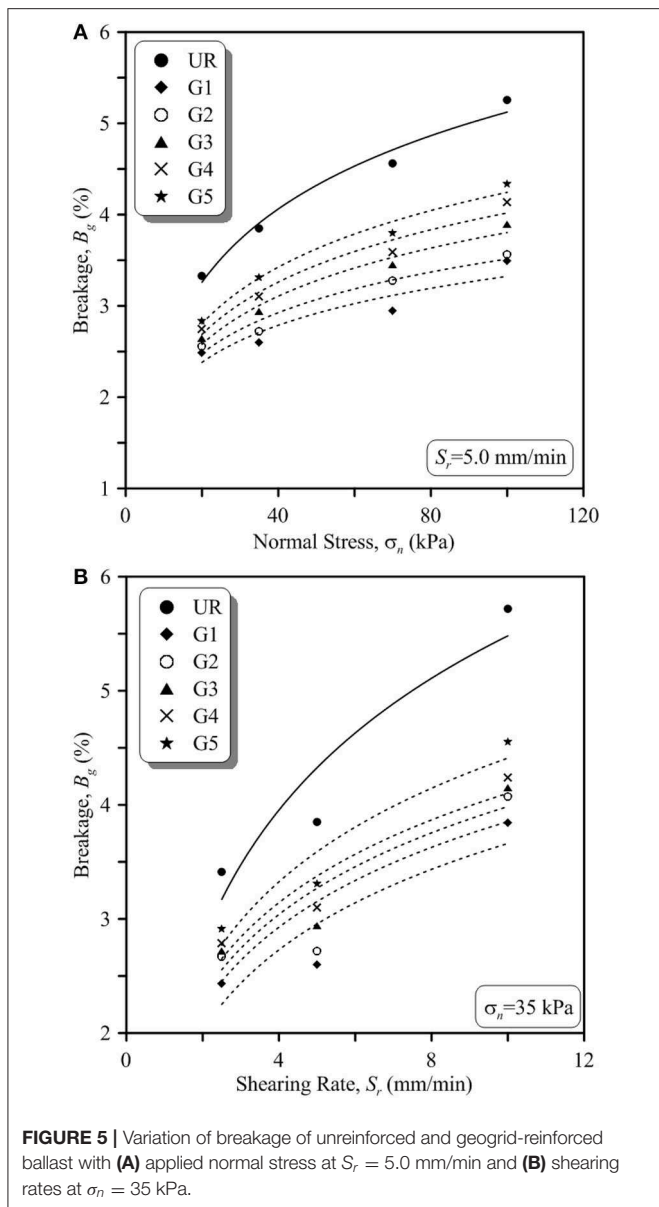 A
6
5
4
3
2
1
Breakage, B_g (%)
UR
G1
G2
G3
G4
G5
S_r=5.0 mm/min
0
40
80
120
Normal Stress, σ_n (kPa)
B
6
5
4
3
2
Breakage, B_g (%)
UR
G1
G2
G3
G4
G5
σ_n=35 kPa
0
4
8
12
Shearing Rate, S_r (mm/min)
FIGURE 5 | Variation of breakage of unreinforced and geogrid-reinforced
ballast with (A) applied normal stress at S_r = 5.0 mm/min and (B) shearing
rates at σ_n = 35 kPa.